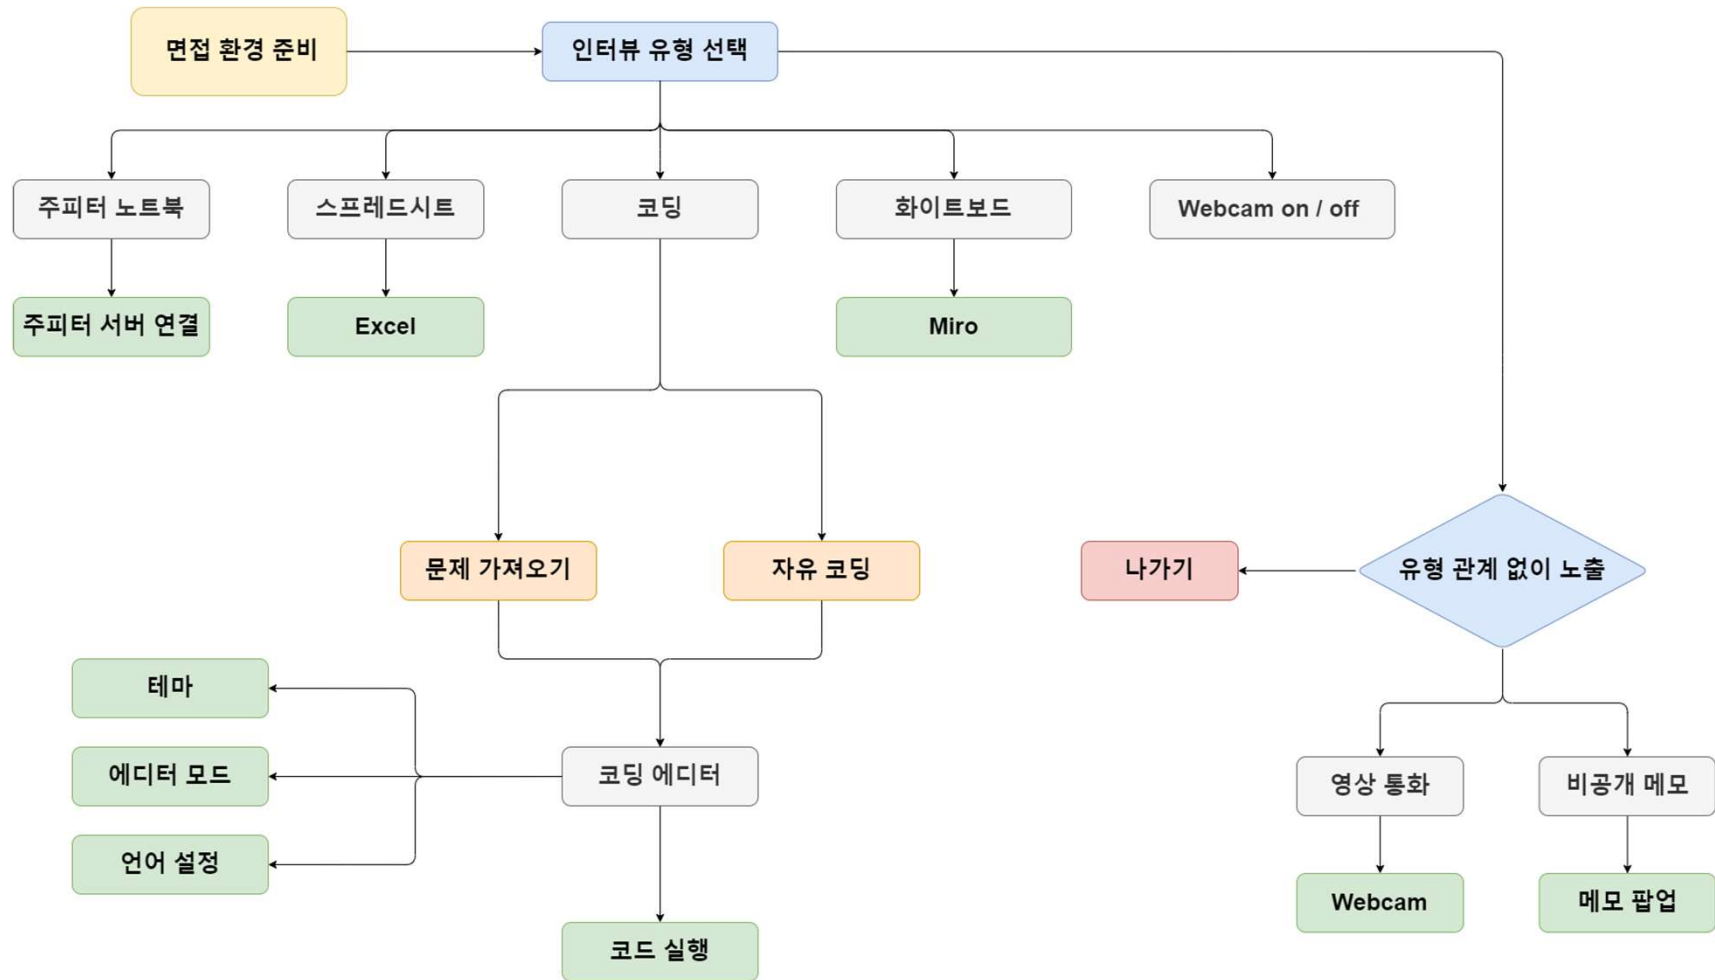 면접 환경 준비
인터뷰 유형 선택
주피터 노트북
스프레드시트
코딩
화이트보드
Webcam on / off
주피터 서버 연결
Excel
Miro
문제 가져오기
자유 코딩
나가기
유형 관계 없이 노출
테마
에디터 모드
코딩 에디터
영상 통화
비공개 메모
언어 설정
Webcam
메모 팝업
코드 실행